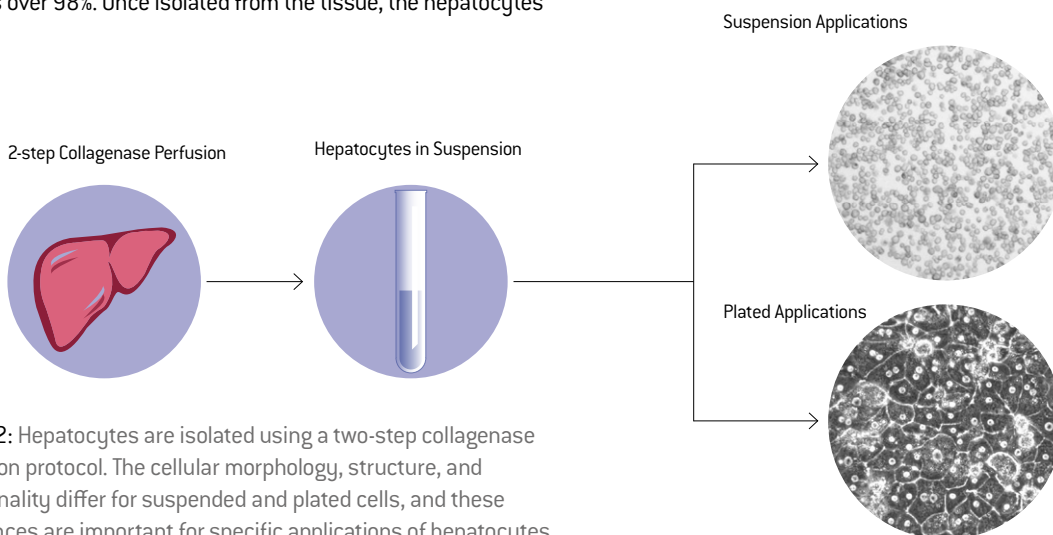 s over 98%. Once isolated from the tissue, the hepatocytes
Suspension Applications
2-step Collagenase Perfusion
Hepatocytes in Suspension
Plated Applications
2: Hepatocytes are isolated using a two-step collagenase
on protocol. The cellular morphology, structure, and
nality differ for suspended and plated cells, and these
nces are important for specific applications of hepatocytes